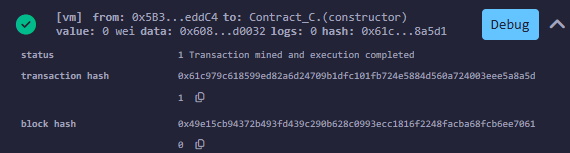 [vm] from: 0x5B3...eddC4 to: Contract_C.(constructor)
value: 0 wei data: 0x608...d0032 logs: 0 hash: 0x61c...8a5d1
Debug
status 1 Transaction mined and execution completed
transaction hash 0x61c979c618599ed82a6d24709b1dfc101fb724e5884d560a724003eee5a8a5d
1
block hash 0x49e15cb94372b493fd439c290b628c0993ecc1816f2248facba68fcb6ee7061
0